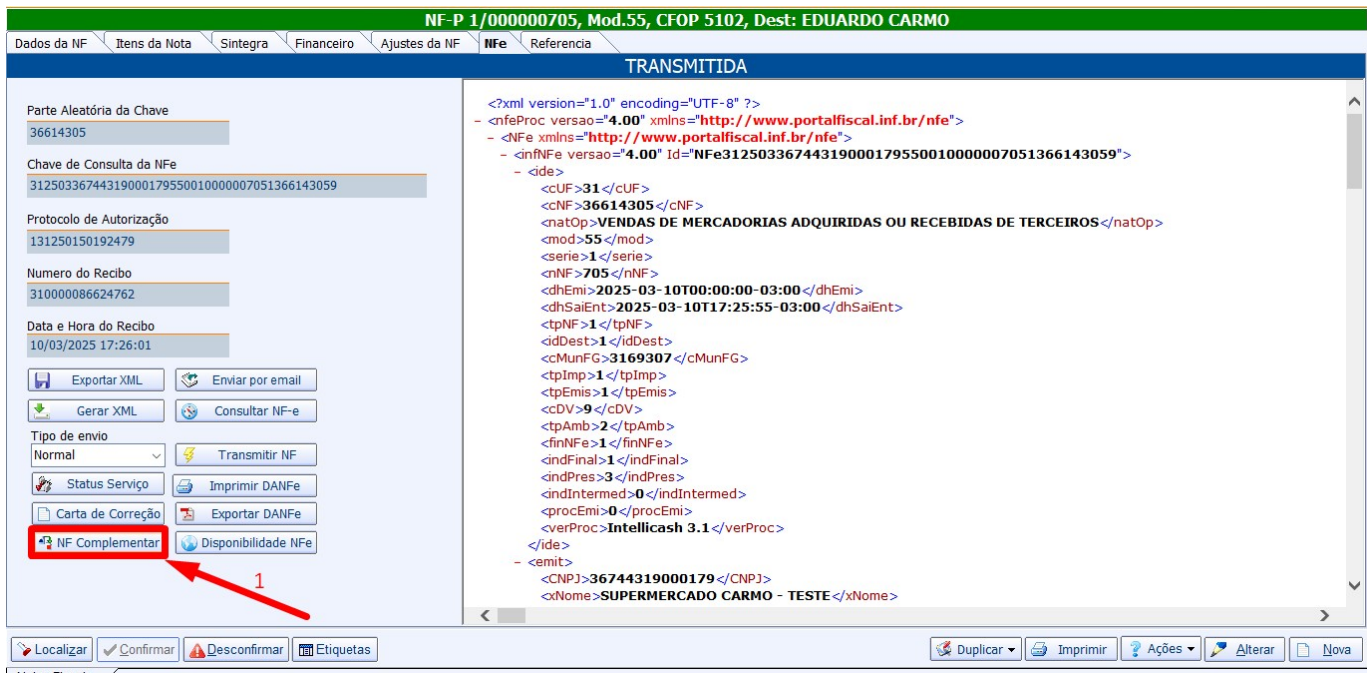 NF-P 1/000000705, Mod.55, CFOP 5102, Dest: EDUARDO CARMO
Dados da NF Itens da Nota Sintegra Financeiro Ajustes da NF NFe Referencia
TRANSMITIDA
Parte Aleatória da Chave
36614305
Chave de Consulta da NFe
31250336744319000179550010000007051366143059
Protocolo de Autorização
131250150192479
Numero do Recibo
310000086624762
Data e Hora do Recibo
10/03/2025 17:26:01
Exportar XML Enviar por email
Gerar XML Consultar NF-e
Tipo de envio
Normal Transmitir NF
Status Serviço Imprimir DANFe
Carta de Correção Exportar DANFe
NF Complementar Disponibilidade NFe
1
<?xml version="1.0" encoding="UTF-8" ?>
- <nfeProc versao="4.00" xmlns="http://www.portalfiscal.inf.br/nfe">
- <NFe xmlns="http://www.portalfiscal.inf.br/nfe">
- <infNFe versao="4.00" Id="NFe31250336744319000179550010000007051366143059">
- <ide>
<cUF>31</cUF>
<cNF>36614305</cNF>
<natOp>VENDAS DE MERCADORIAS ADQUIRIDAS OU RECEBIDAS DE TERCEIROS</natOp>
<mod>55</mod>
<serie>1</serie>
<nNF>705</nNF>
<dhEmi>2025-03-10T00:00:00-03:00</dhEmi>
<dhSaiEnt>2025-03-10T17:25:55-03:00</dhSaiEnt>
<tpNF>1</tpNF>
<idDest>1</idDest>
<cMunFG>3169307</cMunFG>
<tpImp>1</tpImp>
<tpEmis>1</tpEmis>
<cDV>9</cDV>
<tpAmb>2</tpAmb>
<finNFe>1</finNFe>
<indFinal>1</indFinal>
<indPres>3</indPres>
<indIntermed>0</indIntermed>
<procEmi>0</procEmi>
<verProc>Intellicash 3.1</verProc>
</ide>
- <emit>
<CNPJ>36744319000179</CNPJ>
<xNome>SUPERMERCADO CARMO - TESTE</xNome>
Localizar Confirmar Desconfirmar Etiquetas Duplicar Imprimir Ações Alterar Nova